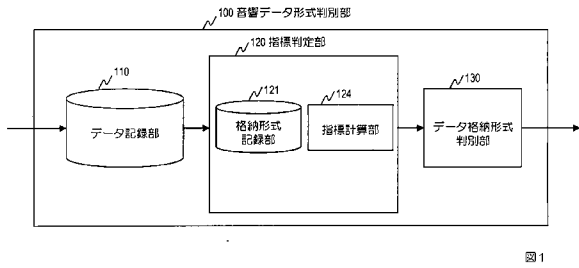 100 音響データ形式判別部
120 指標判定部
110
データ記録部
121
格納形式
記録部
124
指標計算部
130
データ格納形式
判別部
図1